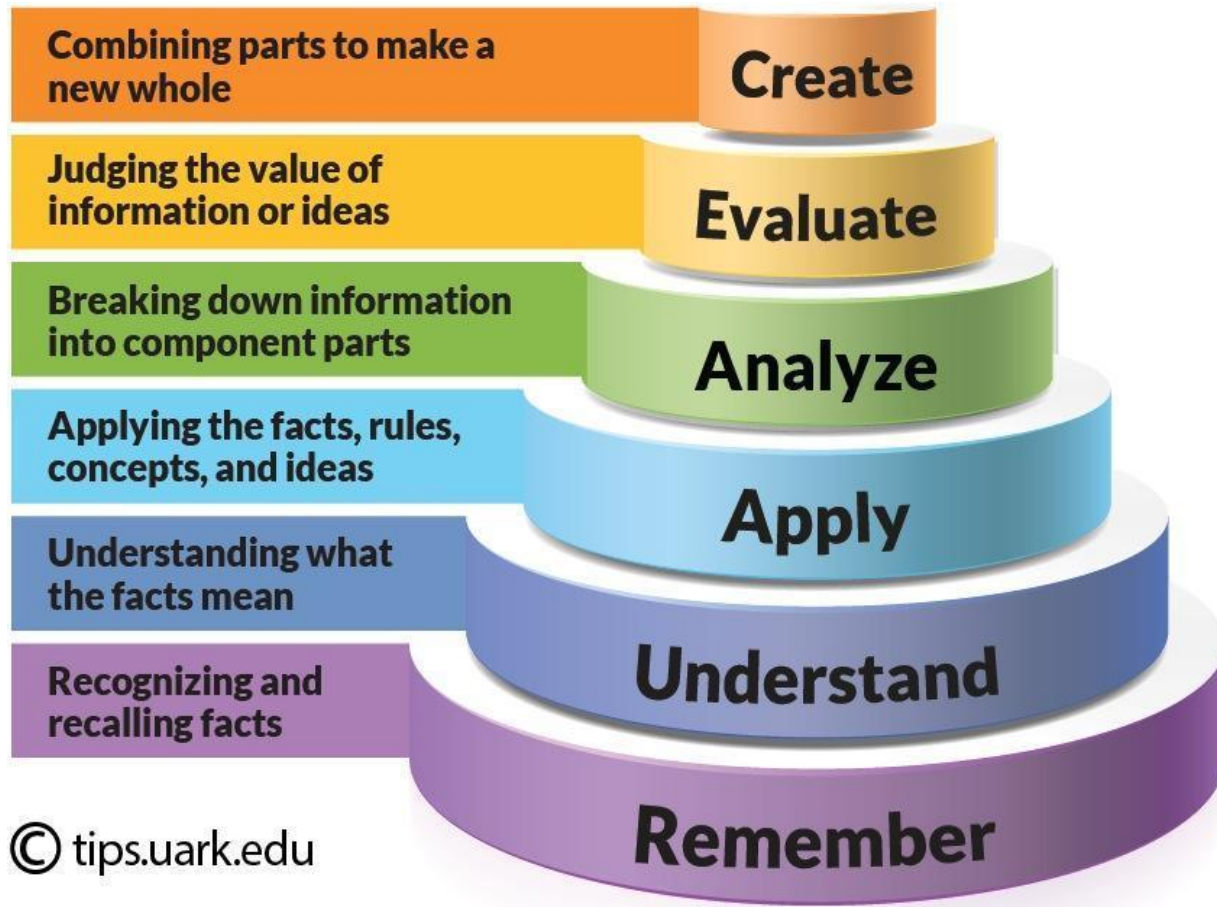 Combining parts to make a
new whole
Create
Judging the value of
information or ideas
Evaluate
Breaking down information
into component parts
Analyze
Applying the facts, rules,
concepts, and ideas
Apply
Understanding what
the facts mean
Understand
Recognizing and
recalling facts
Remember
© tips.uark.edu